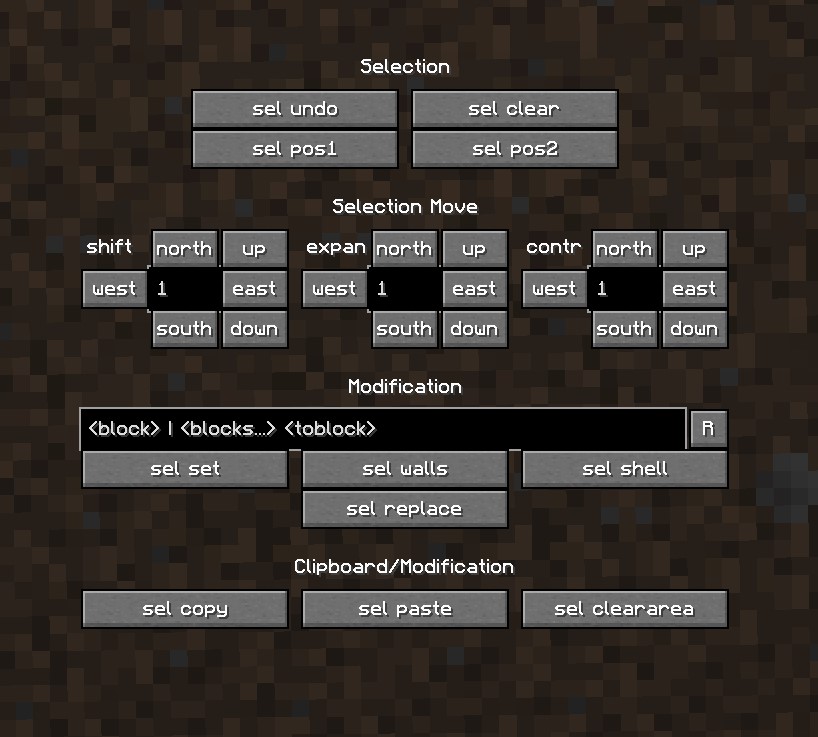 Selection
sel undo sel clear
sel pos1 sel pos2
Selection Move
shift north up expan north up contr north up
west 1 east west 1 east west 1 east
south down south down south down
Modification
<block> | <blocks...> <toblock> R
sel set sel walls sel shell
sel replace
Clipboard/Modification
sel copy sel paste sel cleararea